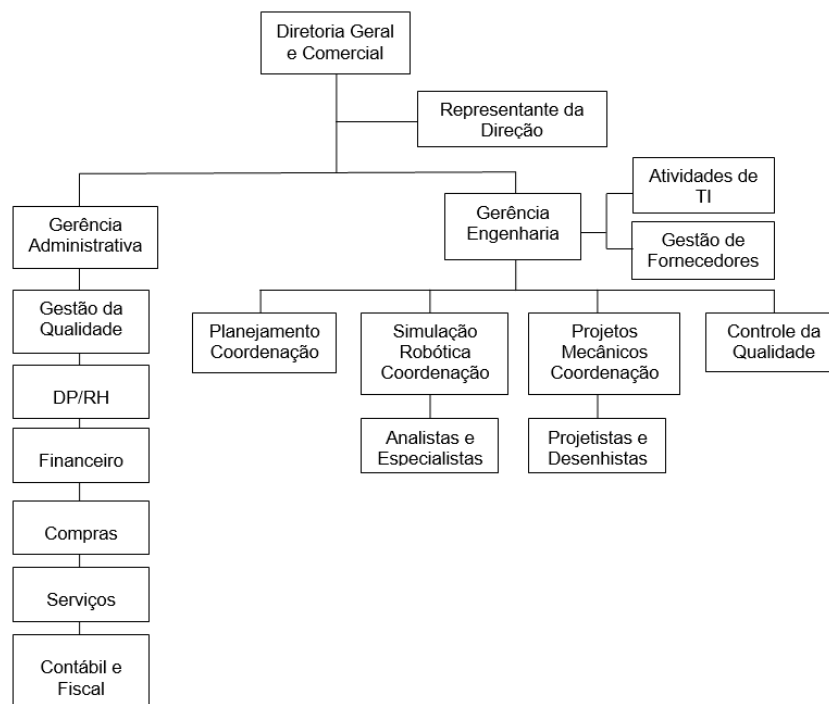 Diretoria Geral
e Comercial
Representante da
Direção
Atividades de
TI
Gerência
Administrativa
Gerência
Engenharia
Gestão de
Fornecedores
Gestão da
Qualidade
Planejamento
Coordenação
Simulação
Robótica
Coordenação
Projetos
Mecânicos
Coordenação
Controle da
Qualidade
DP/RH
Analistas e
Especialistas
Projetistas e
Desenhistas
Financeiro
Compras
Serviços
Contábil e
Fiscal